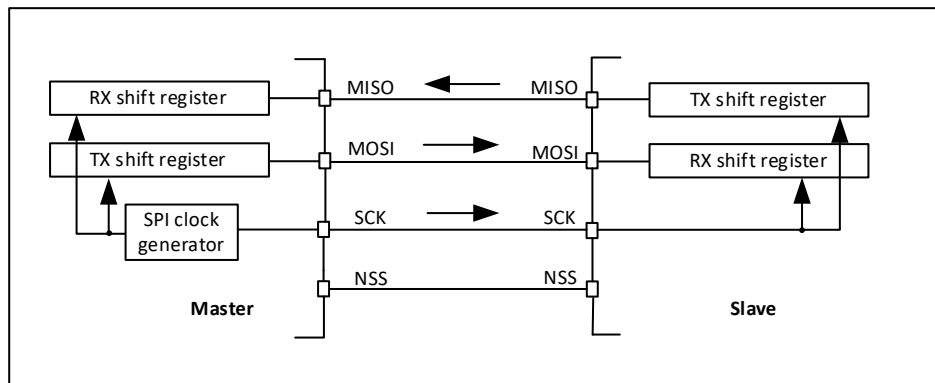 RX shift register
MISO
MISO
TX shift register
TX shift register
MOSI
MOSI
RX shift register
SPI clock
generator
SCK
SCK
NSS
NSS
Master
Slave